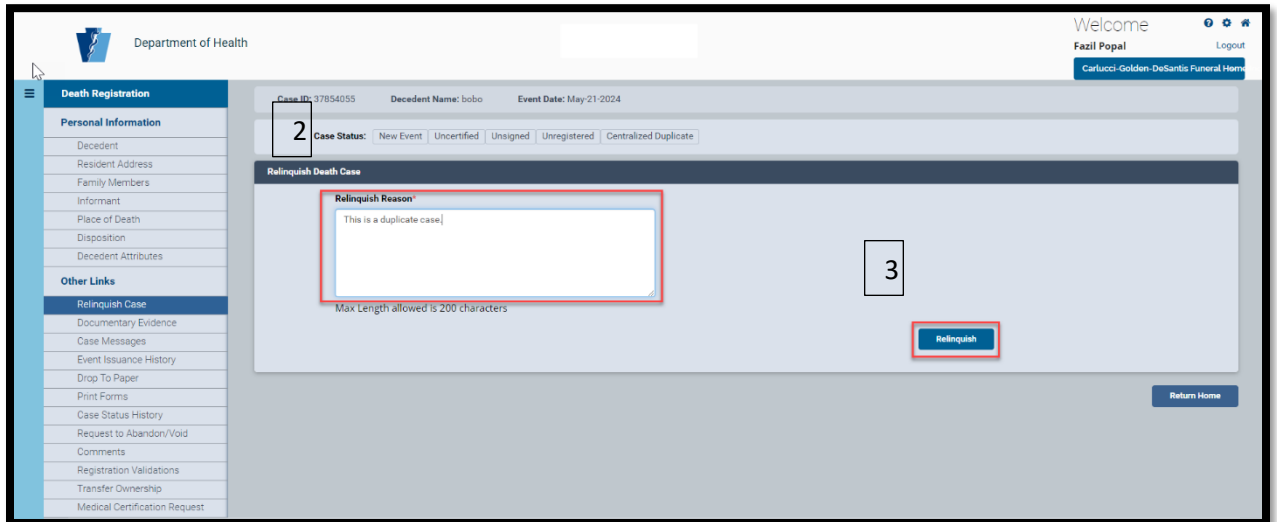 Department of Health
Welcome
Fazil Popal
Logout
Carlucci-Golden-DeSantis Funeral Home
Death Registration
Personal Information
Decedent
Resident Address
Family Members
Informant
Place of Death
Disposition
Decedent Attributes
Other Links
Relinquish Case
Documentary Evidence
Case Messages
Event Issuance History
Drop To Paper
Print Forms
Case Status History
Request to Abandon/Void
Comments
Registration Validations
Transfer Ownership
Medical Certification Request
Case ID: 37854055 Decedent Name: bobo Event Date: May-21-2024
2
Case Status: New Event Uncertified Unsigned Unregistered Centralized Duplicate
Relinquish Death Case
Relinquish Reason*
This is a duplicate case.
Max Length allowed is 200 characters
3
Relinquish
Return Home